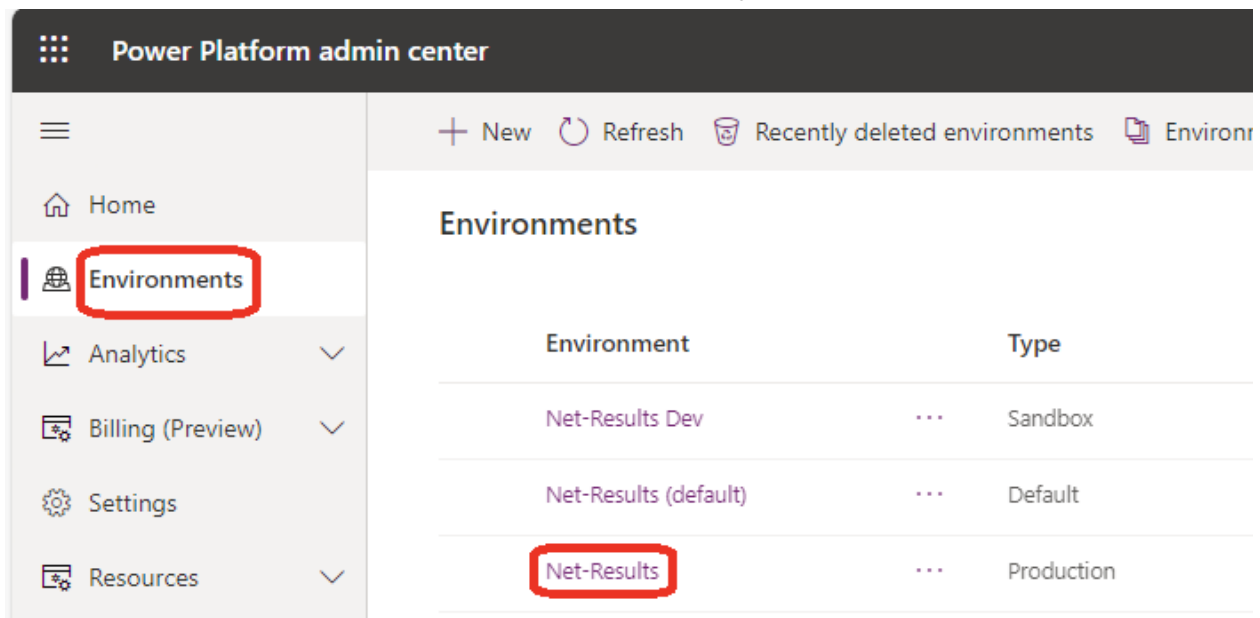 Power Platform admin center
New Refresh Recently deleted environments Environ
Home
Environments
Analytics
Billing (Preview)
Settings
Resources
Environments
Environment Type
Net-Results Dev ... Sandbox
Net-Results (default) ... Default
Net-Results ... Production